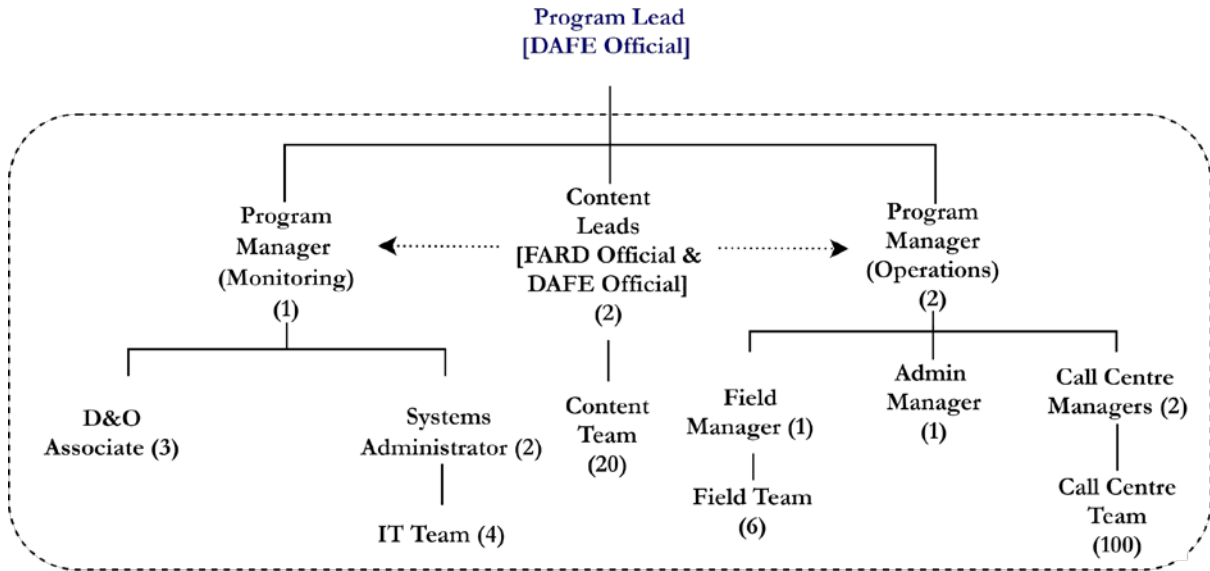 Program Lead
[DAFE Official]
Program
Manager
(Monitoring)
(1)
Content
Leads
[FARD Official &
DAFE Official]
(2)
Program
Manager
(Operations)
(2)
D&O
Associate (3)
Systems
Administrator (2)
IT Team (4)
Content
Team
(20)
Field
Manager (1)
Field Team
(6)
Admin
Manager
(1)
Call Centre
Managers (2)
Call Centre
Team
(100)